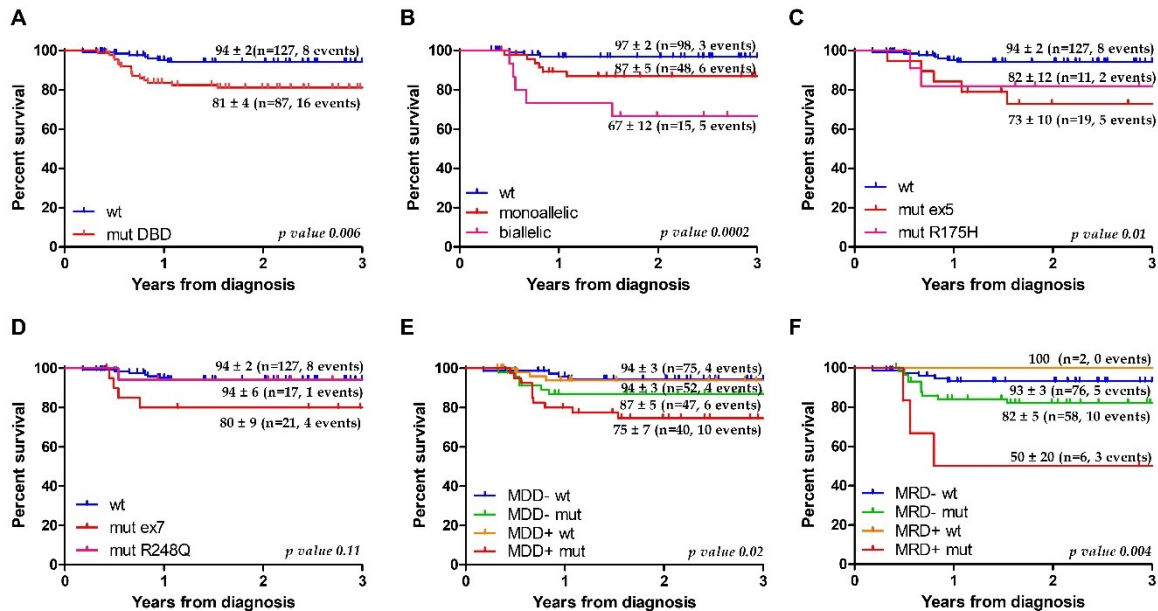 A
Percent survival
100
80
60
40
20
0
94 ± 2(n=127, 8 events)
81 ± 4 (n=87, 16 events)
wt
mut DBD
p value 0.006
0 1 2 3
Years from diagnosis
B
Percent survival
100
80
60
40
20
0
97 ± 2 (n=98, 3 events)
87 ± 5 (n=48, 6 events)
67 ± 12 (n=15, 5 events)
wt
monoallelic
biallelic
p value 0.0002
0 1 2 3
Years from diagnosis
C
Percent survival
100
80
60
40
20
0
94 ± 2 (n=127, 8 events)
82 ± 12 (n=11, 2 events)
73 ± 10 (n=19, 5 events)
wt
mut ex5
mut R175H
p value 0.01
0 1 2 3
Years from diagnosis
D
Percent survival
100
80
60
40
20
0
94 ± 2 (n=127, 8 events)
94 ± 6 (n=17, 1 events)
80 ± 9 (n=21, 4 events)
wt
mut ex7
mut R248Q
p value 0.11
0 1 2 3
Years from diagnosis
E
Percent survival
100
80
60
40
20
0
94 ± 3 (n=75, 4 events)
94 ± 3 (n=52, 4 events)
87 ± 5 (n=47, 6 events)
75 ± 7 (n=40, 10 events)
MDD- wt
MDD- mut
MDD+ wt
MDD+ mut
p value 0.02
0 1 2 3
Years from diagnosis
F
Percent survival
100
80
60
40
20
0
100 (n=2, 0 events)
93 ± 3 (n=76, 5 events)
82 ± 5 (n=58, 10 events)
50 ± 20 (n=6, 3 events)
MRD- wt
MRD- mut
MRD+ wt
MRD+ mut
p value 0.004
0 1 2 3
Years from diagnosis